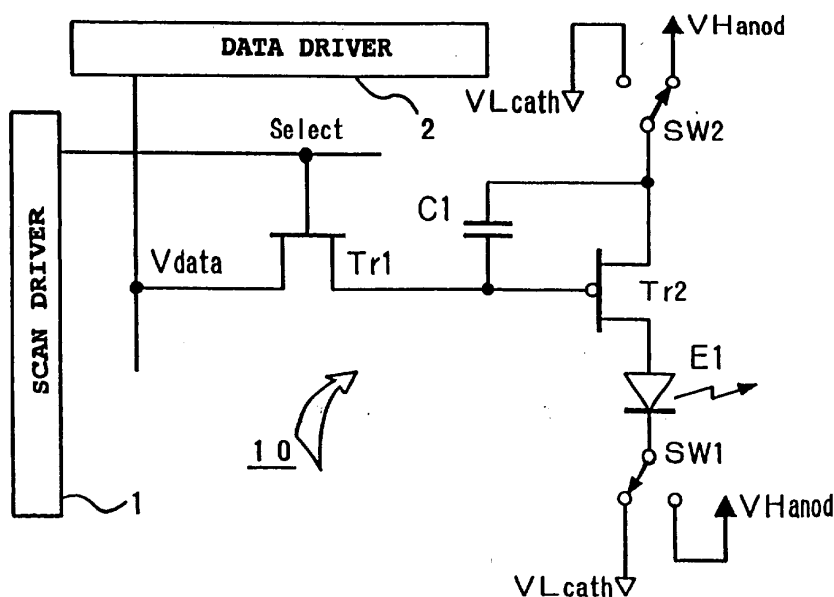 DATA DRIVER
VHanod
VLcath
2
SW2
Select
C1
SCAN DRIVER
Vdata
Tr1
Tr2
E1
10
SW1
1
VHanod
VLcath